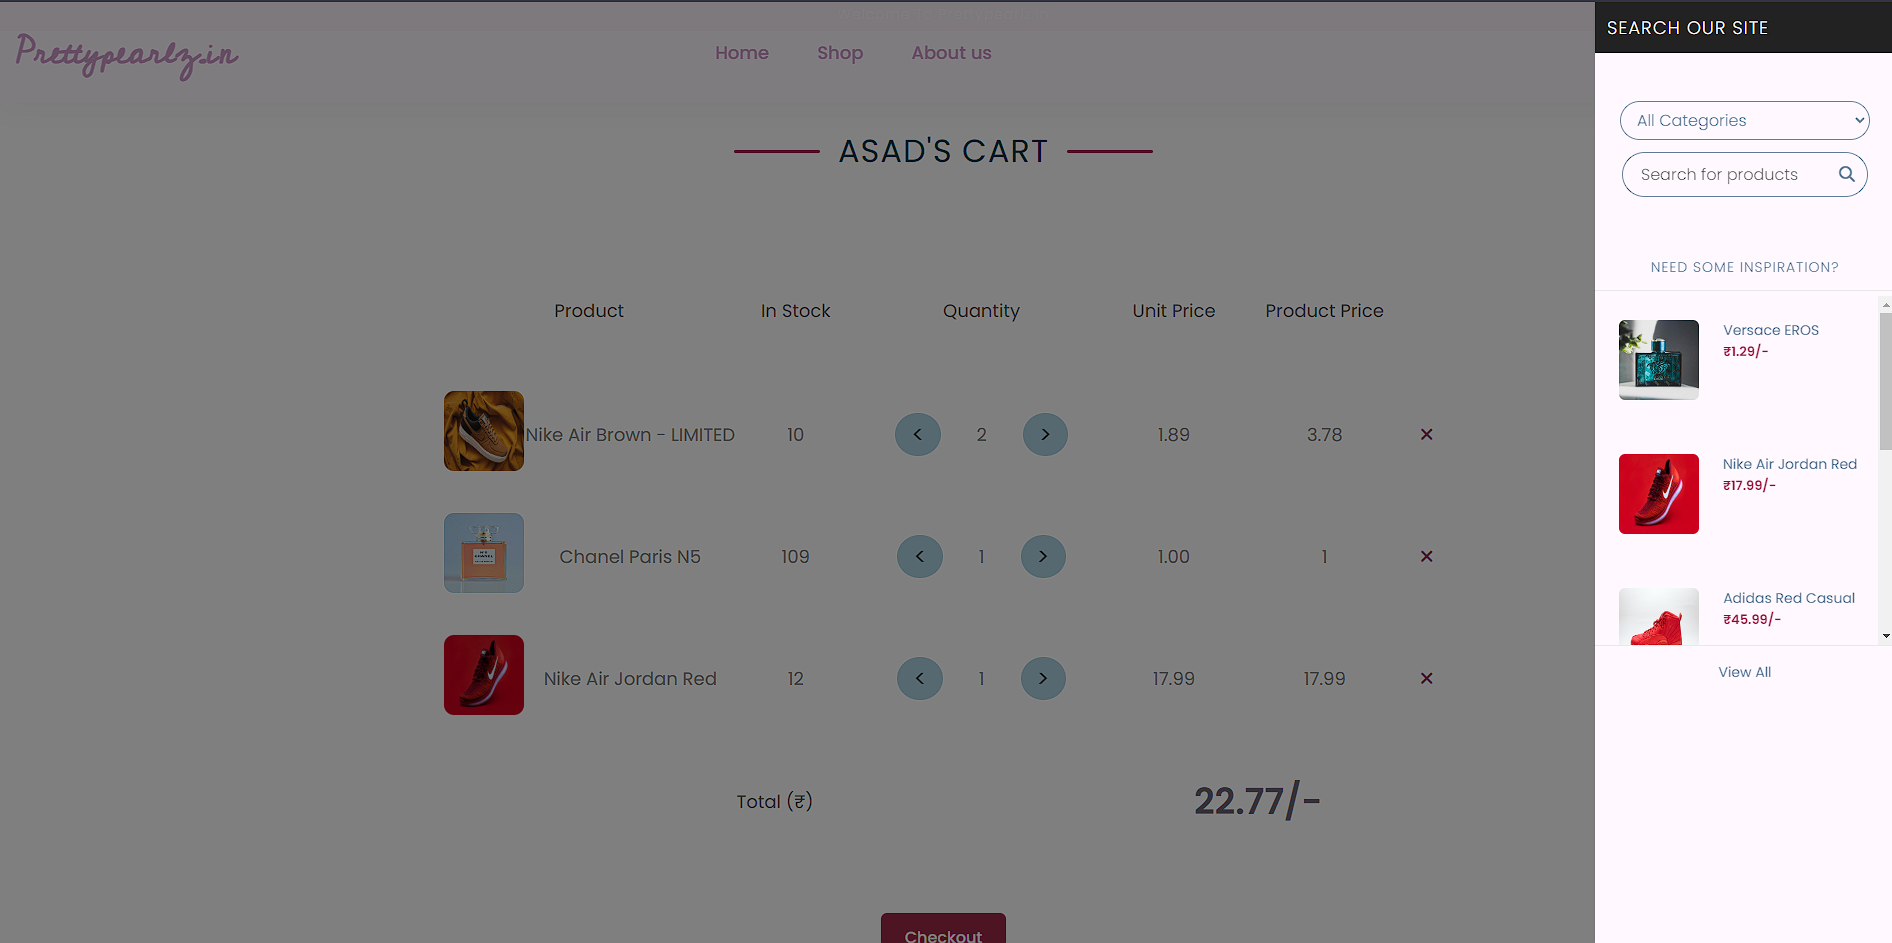 Prettypearlz.in
Home Shop About us
ASAD'S CART
Product In Stock Quantity Unit Price Product Price
Nike Air Brown - LIMITED 10 < 2 > 1.89 3.78 ×
Chanel Paris N5 109 < 1 > 1.00 1 ×
Nike Air Jordan Red 12 < 1 > 17.99 17.99 ×
Total (₹) 22.77/-
Checkout
SEARCH OUR SITE
All Categories
Search for products
NEED SOME INSPIRATION?
Versace EROS
₹1.29/-
Nike Air Jordan Red
₹17.99/-
Adidas Red Casual
₹45.99/-
View All